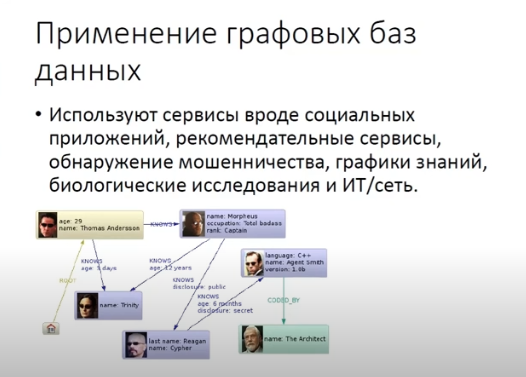 Применение графовых баз
данных
• Используют сервисы вроде социальных
приложений, рекомендательные сервисы,
обнаружение мошенничества, графики знаний,
биологические исследования и ИТ/сеть.
age: 29
name: Thomas Andersson
KNOWS
name: Morpheus
occupation: Total badass
rank: Captain
KNOWS
age: 3 days
KNOWS
age: 12 years
language: C++
name: Agent Smith
version: 1.0b
ROOT
KNOWS
disclosure: public
name: Trinity
KNOWS
age: 6 months
disclosure: secret
CODED_BY
last name: Reagan
name: Cypher
name: The Architect